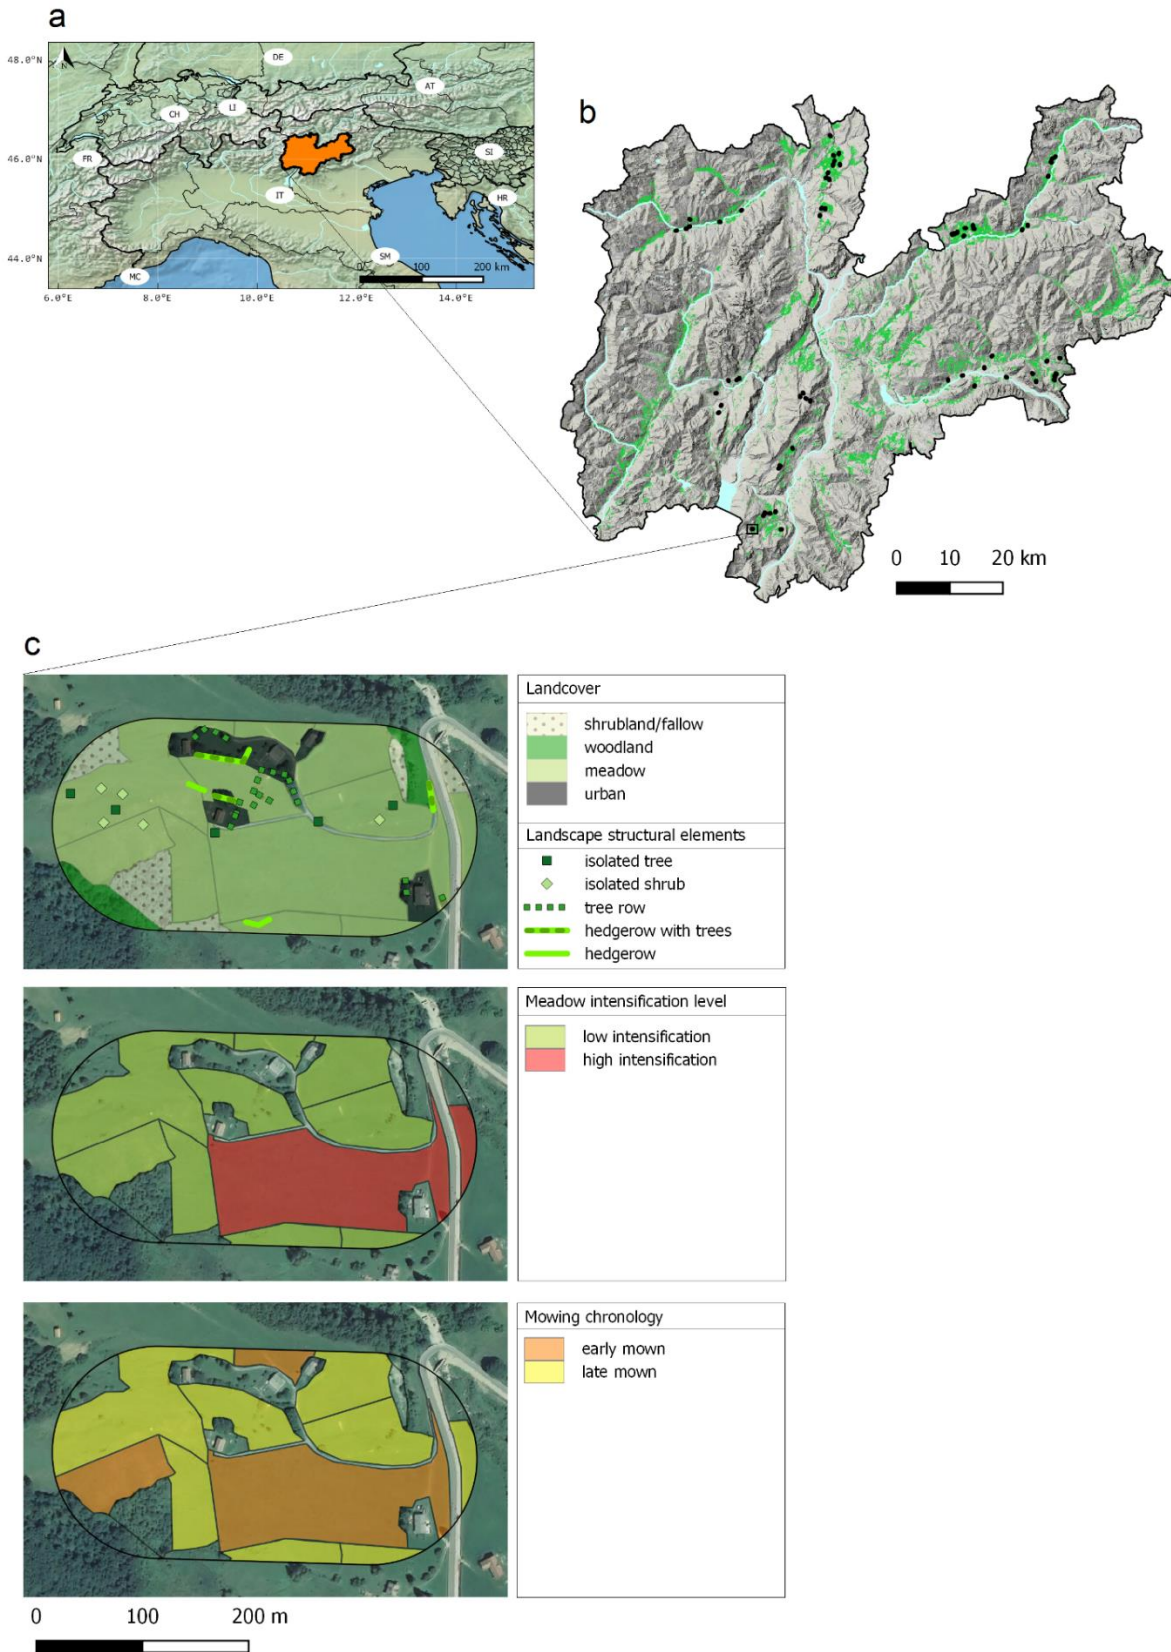 a
48.0°N
46.0°N
44.0°N
6.0°E
8.0°E
10.0°E
12.0°E
14.0°E
N
DE
AT
CH
LI
FR
SI
IT
HR
SM
MC
0 100 200 km
b
0 10 20 km
c
Landcover
shrubland/fallow
woodland
meadow
urban
Landscape structural elements
isolated tree
isolated shrub
tree row
hedgerow with trees
hedgerow
Meadow intensification level
low intensification
high intensification
Mowing chronology
early mown
late mown
0 100 200 m